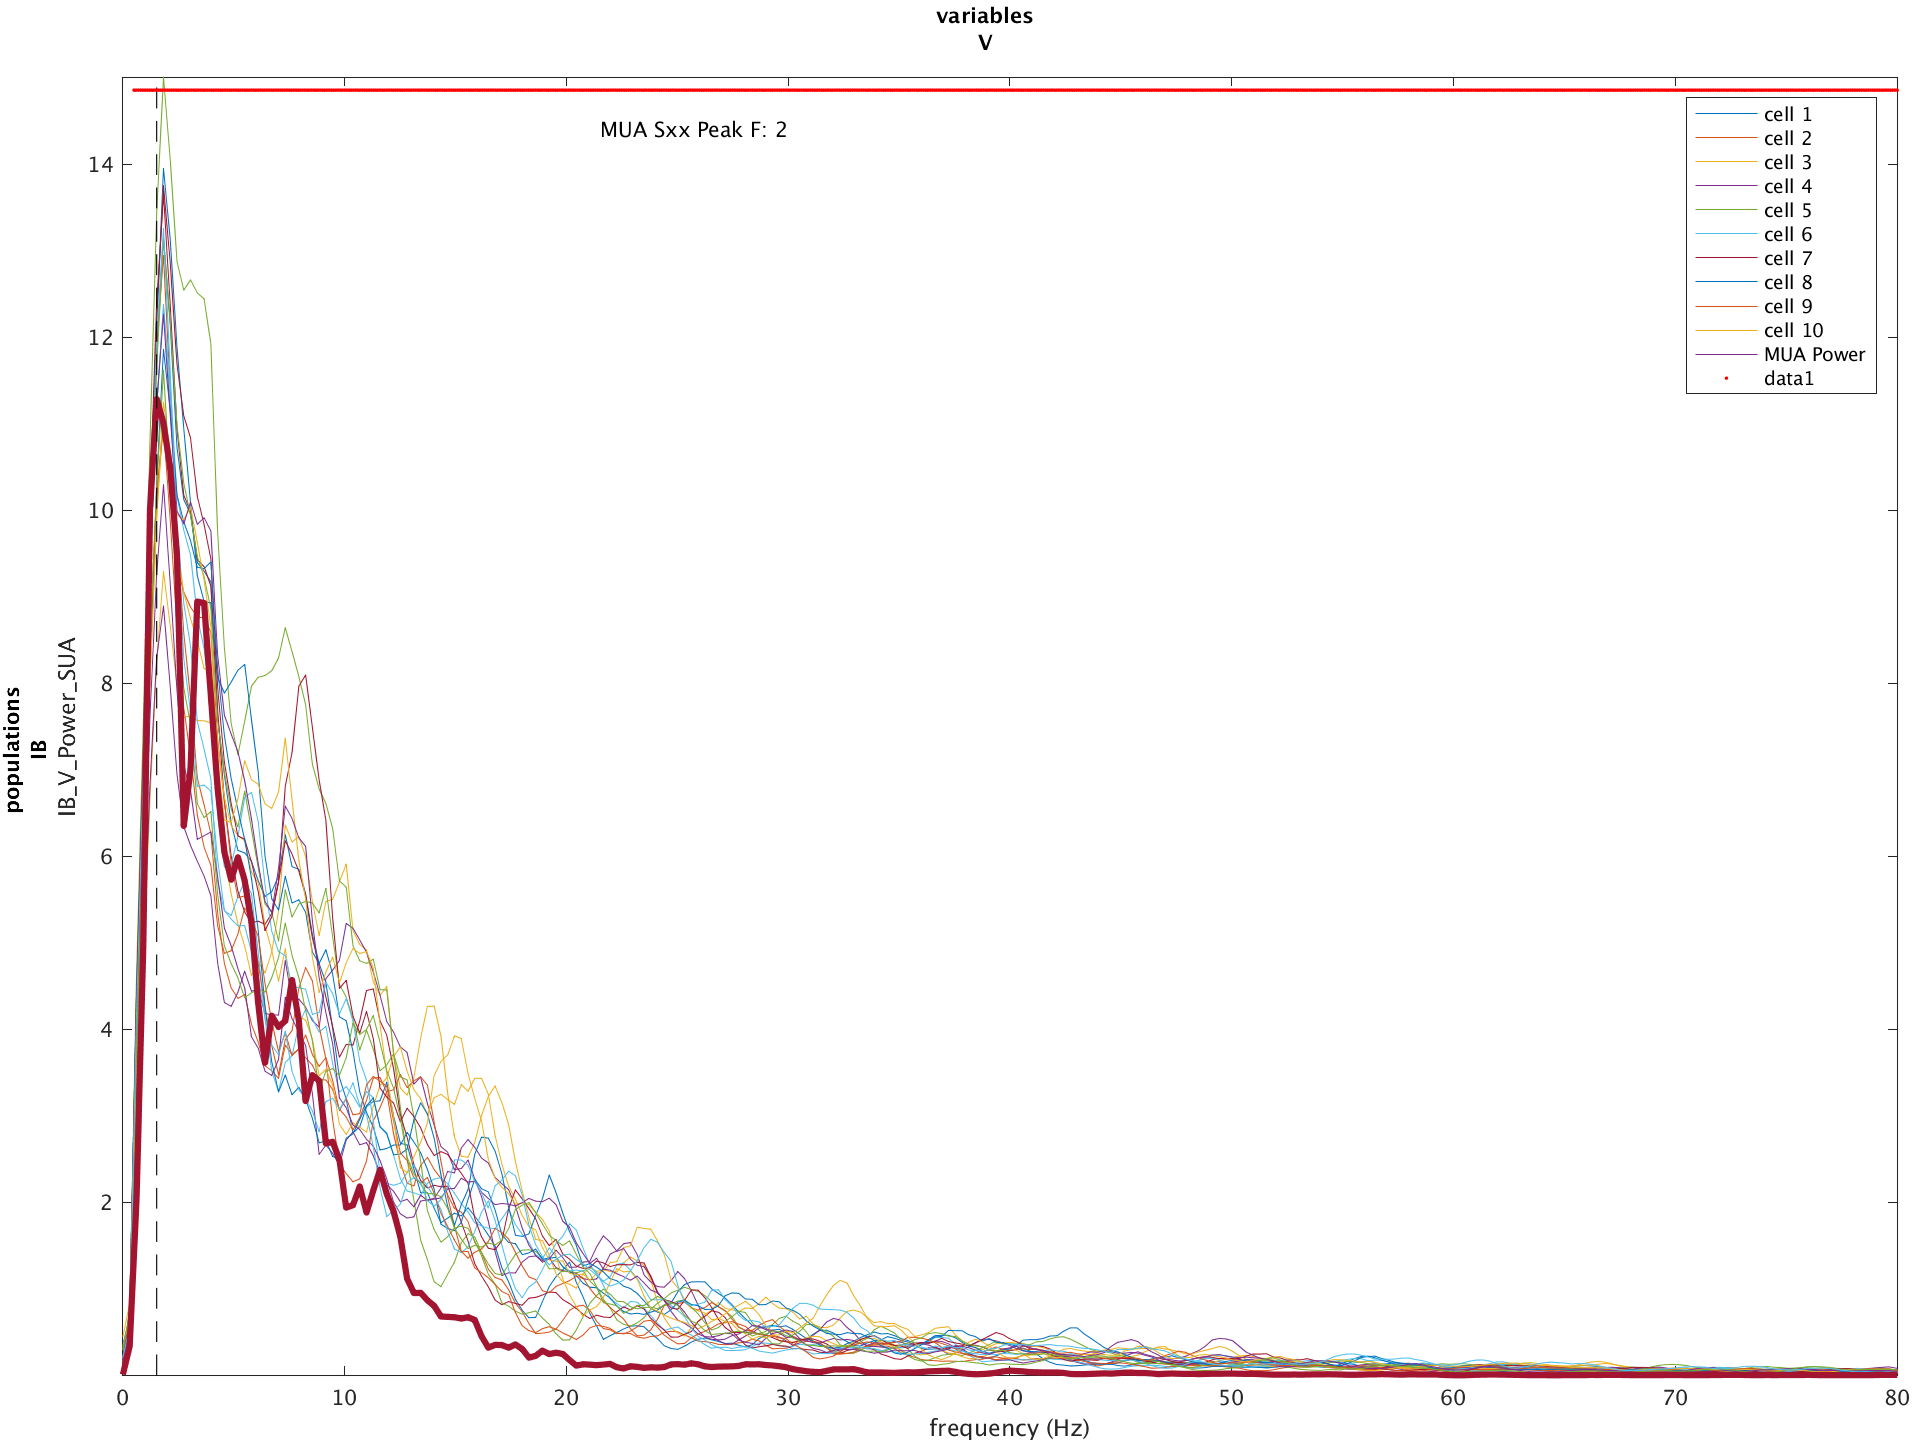 variables
V
MUA Sxx Peak F: 2
cell 1
cell 2
cell 3
cell 4
cell 5
cell 6
cell 7
cell 8
cell 9
cell 10
MUA Power
data1
populations
IB
IB_V_Power_SUA
14
12
10
8
6
4
2
0
10
20
30
40
50
60
70
80
frequency (Hz)